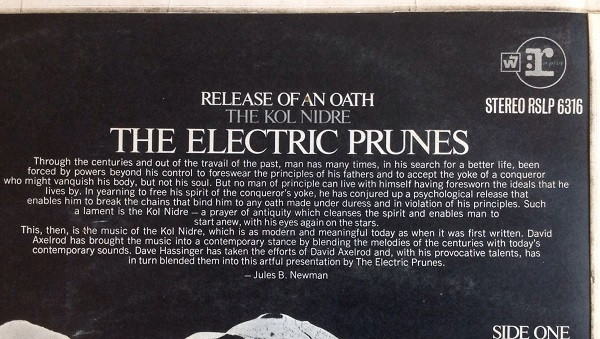 W7 r
STEREO RSLP 6316
RELEASE OF AN OATH
THE KOL NIDRE
THE ELECTRIC PRUNES
Through the centuries and out of the travail of the past, man has many times, in his search for a better life, been
forced by powers beyond his control to foreswear the principles of his fathers and to accept the yoke of a conqueror
who might vanquish his body, but not his soul. But no man of principle can live with himself having foresworn the ideals that he
lives by. In yearning to free his spirit of the conqueror's yoke, he has conjured up a psychological release that
enables him to break the chains that bind him to any oath made under duress and in violation of his principles. Such
a lament is the Kol Nidre — a prayer of antiquity which cleanses the spirit and enables man to
start anew, with his eyes again on the stars.
This, then, is the music of the Kol Nidre, which is as modern and meaningful today as when it was first written. David
Axelrod has brought the music into a contemporary stance by blending the melodies of the centuries with today's
contemporary sounds. Dave Hassinger has taken the efforts of David Axelrod and, with his provocative talents, has
in turn blended them into this artful presentation by The Electric Prunes.
— Jules B. Newman
SIDE ONE